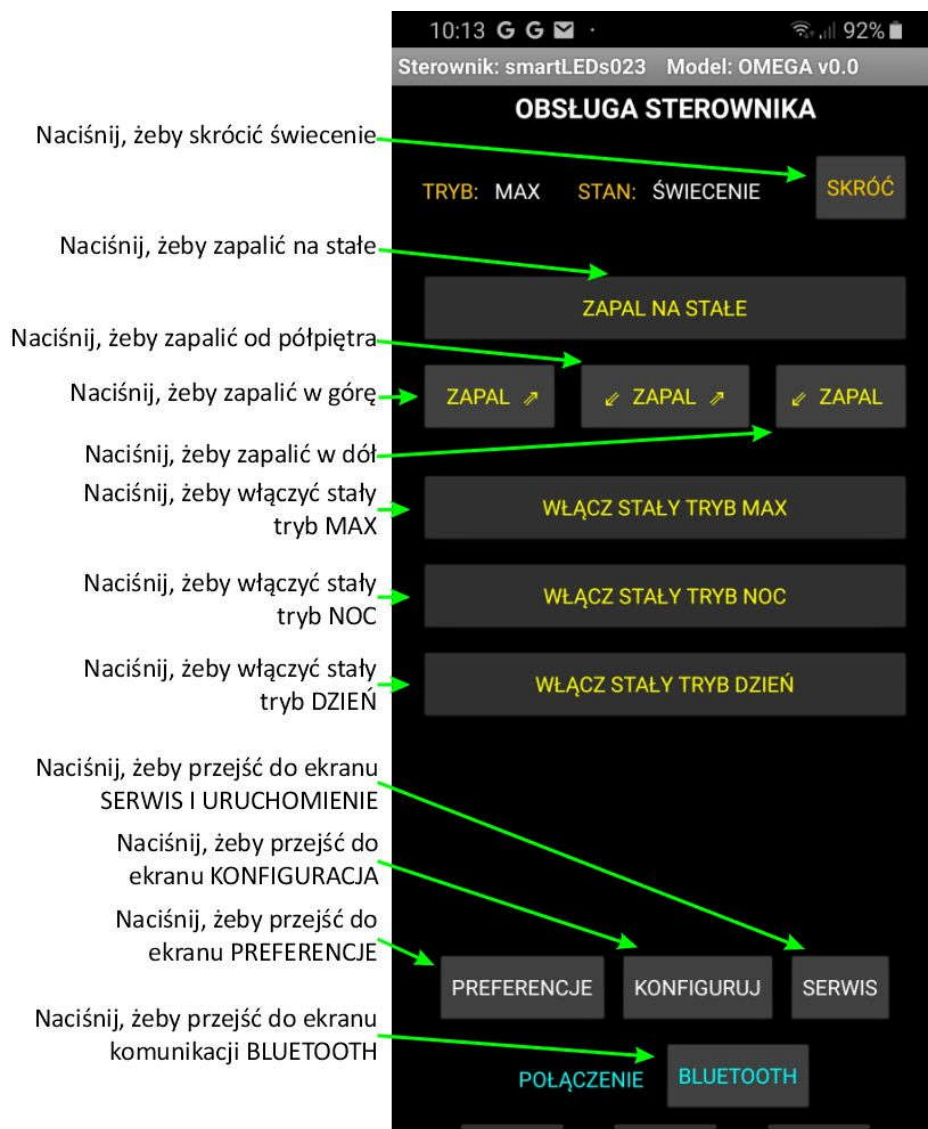 10:13 G G 92%
Sterownik: smartLEDs023 Model: OMEGA v0.0
OBSŁUGA STEROWNIKA
Naciśnij, żeby skrócić świecenie
TRYB: MAX STAN: ŚWIECENIE SKRÓĆ
Naciśnij, żeby zapalić na stałe
ZAPAL NA STAŁE
Naciśnij, żeby zapalić od półpiętra
Naciśnij, żeby zapalić w górę
ZAPAL ⇗ ⇙ ZAPAL ⇗ ⇙ ZAPAL
Naciśnij, żeby zapalić w dół
Naciśnij, żeby włączyć stały
tryb MAX
WŁĄCZ STAŁY TRYB MAX
Naciśnij, żeby włączyć stały
tryb NOC
WŁĄCZ STAŁY TRYB NOC
Naciśnij, żeby włączyć stały
tryb DZIEŃ
WŁĄCZ STAŁY TRYB DZIEŃ
Naciśnij, żeby przejść do ekranu
SERWIS I URUCHOMIENIE
Naciśnij, żeby przejść do
ekranu KONFIGURACJA
Naciśnij, żeby przejść do
ekranu PREFERENCJE
PREFERENCJE KONFIGURUJ SERWIS
Naciśnij, żeby przejść do ekranu
komunikacji BLUETOOTH
POŁĄCZENIE BLUETOOTH